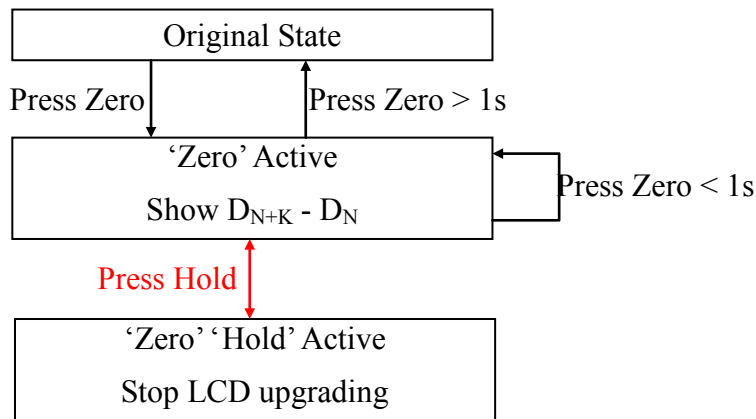 Original State
Press Zero
Press Zero > 1s
‘Zero’ Active
Show D_{N+K} - D_N
Press Zero < 1s
Press Hold
‘Zero’ ‘Hold’ Active
Stop LCD upgrading